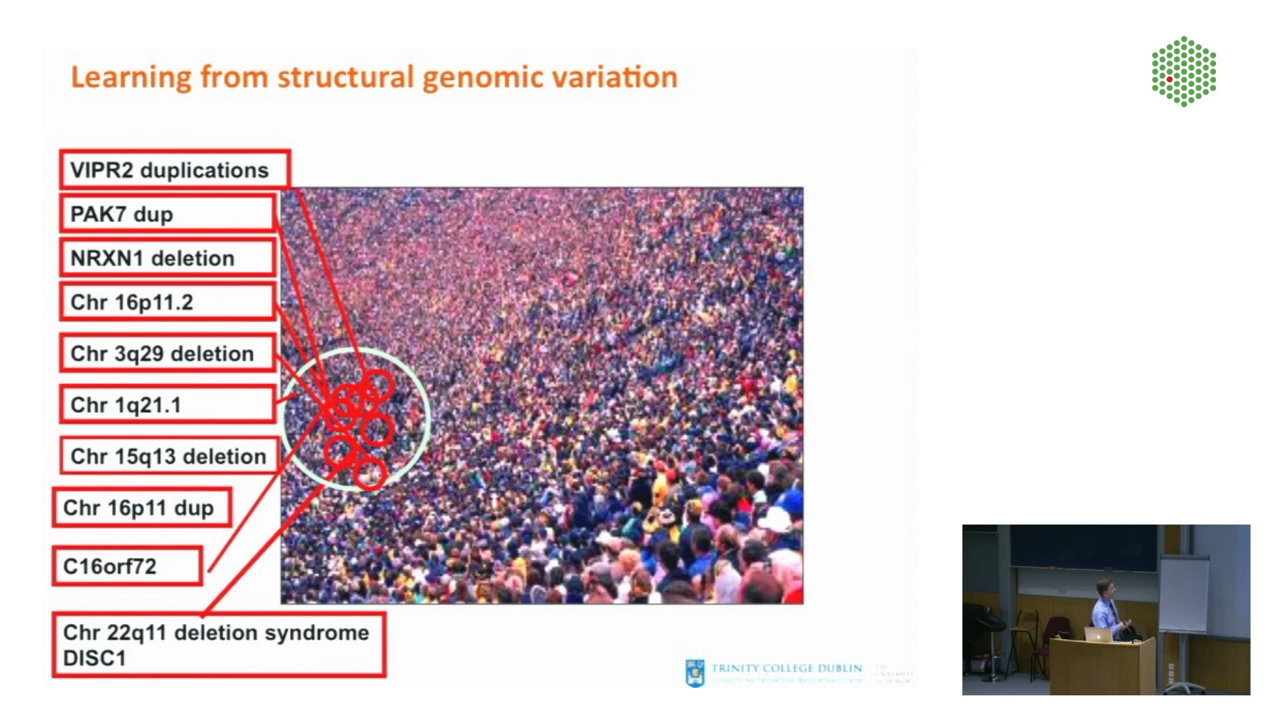 Learning from structural genomic variation
VIPR2 duplications
PAK7 dup
NRXN1 deletion
Chr 16p11.2
Chr 3q29 deletion
Chr 1q21.1
Chr 15q13 deletion
Chr 16p11 dup
C16orf72
Chr 22q11 deletion syndrome
DISC1
TRINITY COLLEGE DUBLIN